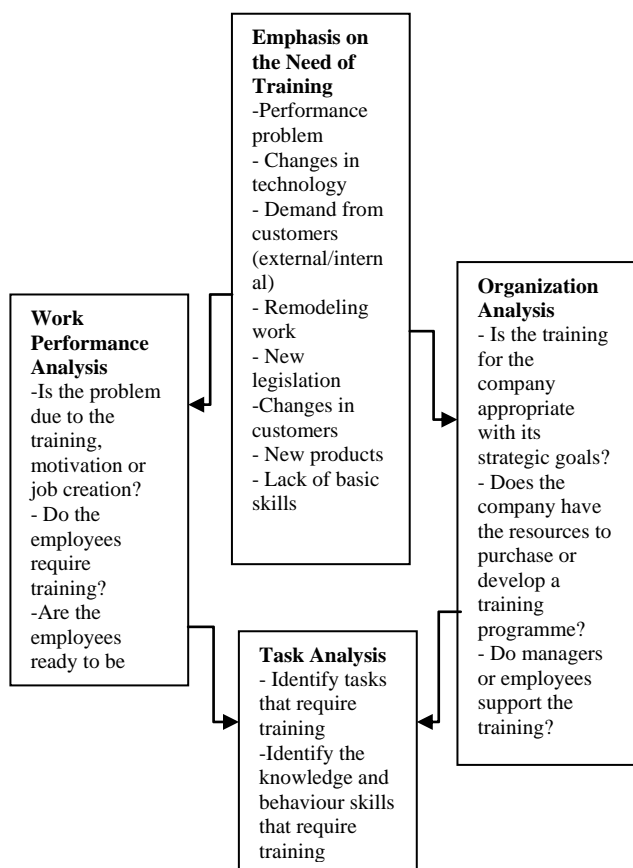 Emphasis on
the Need of
Training
-Performance
problem
- Changes in
technology
- Demand from
customers
(external/intern
al)
- Remodeling
work
- New
legislation
-Changes in
customers
- New products
- Lack of basic
skills
Work
Performance
Analysis
-Is the problem
due to the
training,
motivation or
job creation?
- Do the
employees
require
training?
-Are the
employees
ready to be
Organization
Analysis
- Is the training
for the
company
appropriate
with its
strategic goals?
- Does the
company have
the resources to
purchase or
develop a
training
programme?
- Do managers
or employees
support the
training?
Task Analysis
- Identify tasks
that require
training
-Identify the
knowledge and
behaviour skills
that require
training